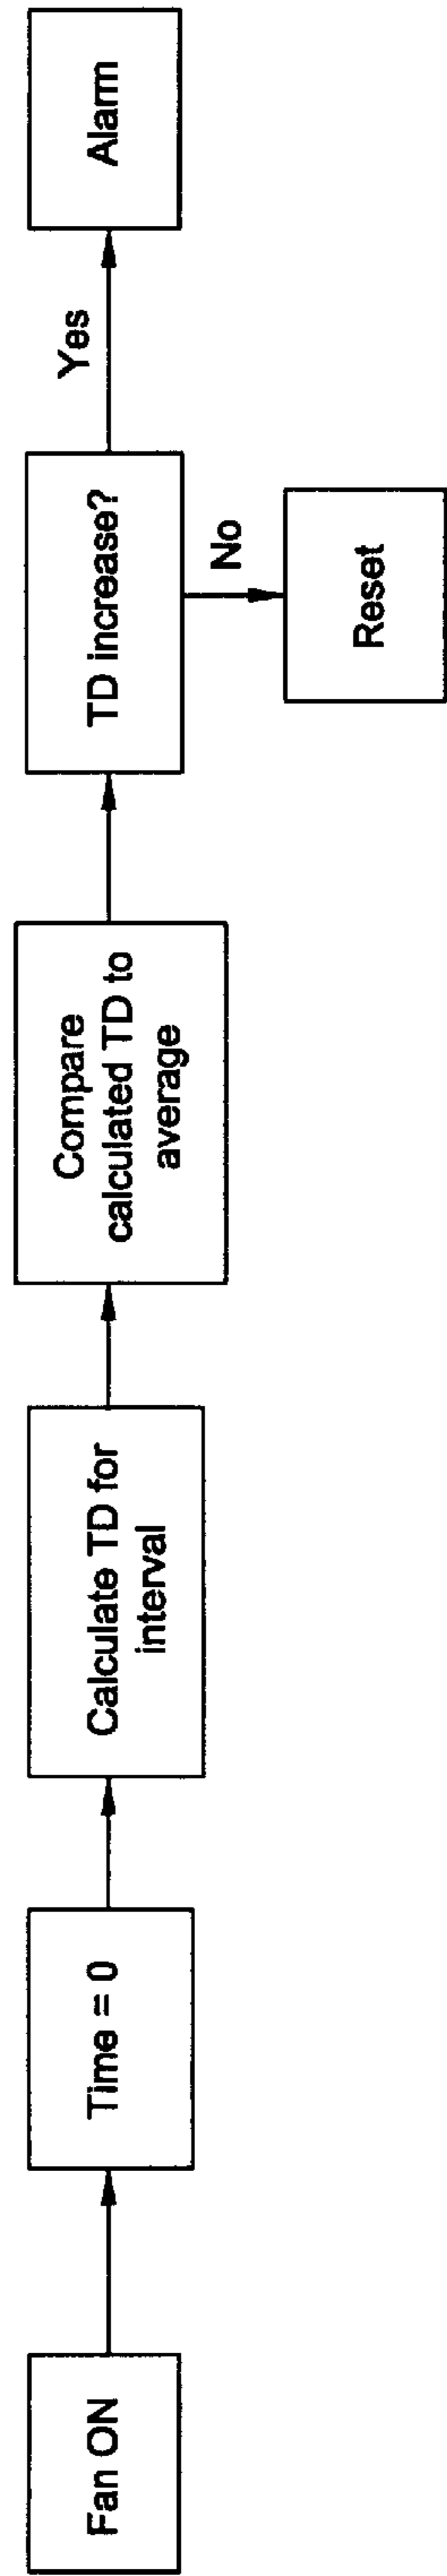 Fan ON
Time = 0
Calculate TD for
interval
Compare
calculated TD to
average
TD increase?
Yes
Alarm
No
Reset